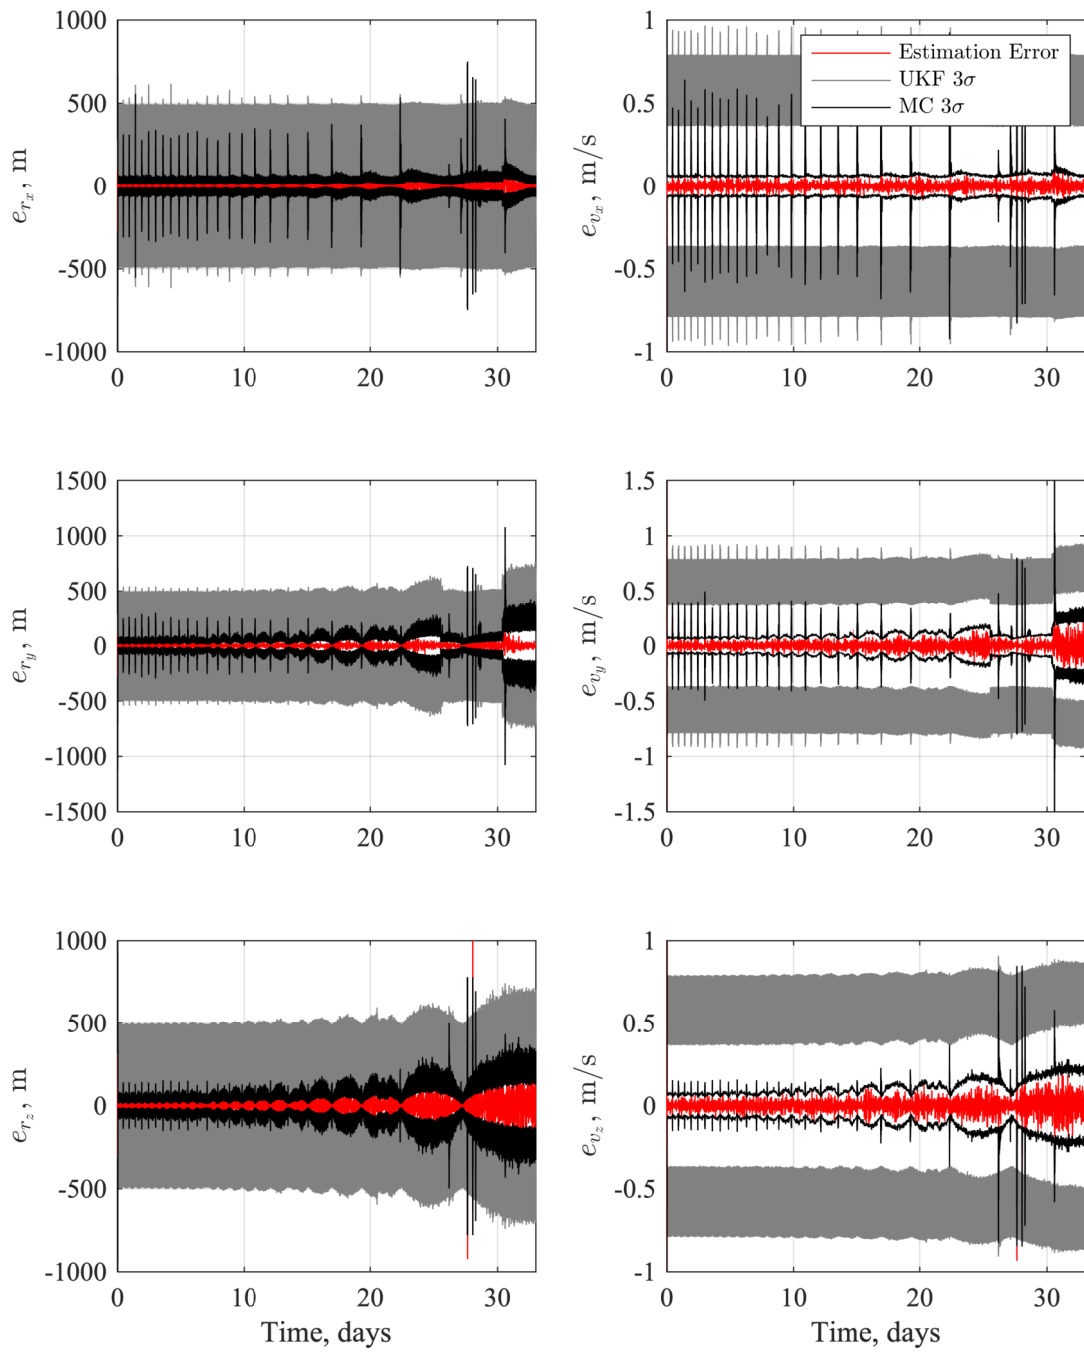 1000
500
0
-500
-1000
e_{r_x}, m
0 10 20 30
1
0.5
0
-0.5
-1
e_{v_x}, m/s
Estimation Error
UKF 3σ
MC 3σ
0 10 20 30
1500
1000
500
0
-500
-1000
-1500
e_{r_y}, m
0 10 20 30
1.5
1
0.5
0
-0.5
-1
-1.5
e_{v_y}, m/s
0 10 20 30
1000
500
0
-500
-1000
e_{r_z}, m
0 10 20 30
Time, days
1
0.5
0
-0.5
-1
e_{v_z}, m/s
0 10 20 30
Time, days